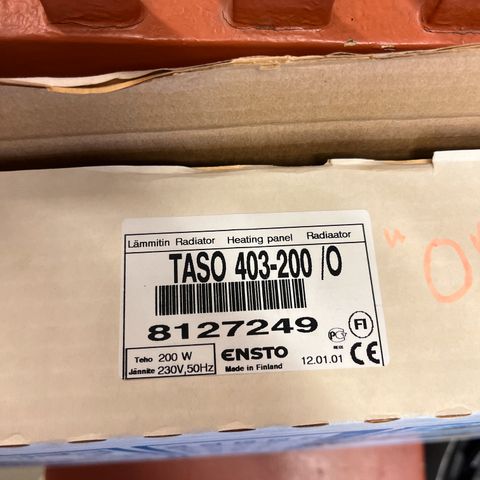 Lämmitin Radiator Heating panel Radiaator
TASO 403-200 /O
8127249
Teho 200 W
Jännite 230V,50Hz
ENSTO
Made in Finland
12.01.01
FI
CE